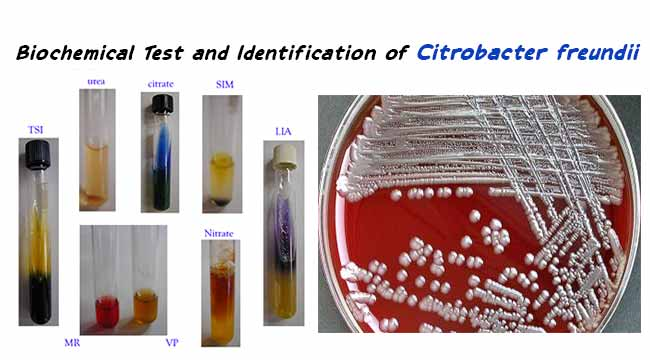 Biochemical Test and Identification of Citrobacter freundii
urea
citrate
SIM
TSI
LIA
Nitrate
MR
VP